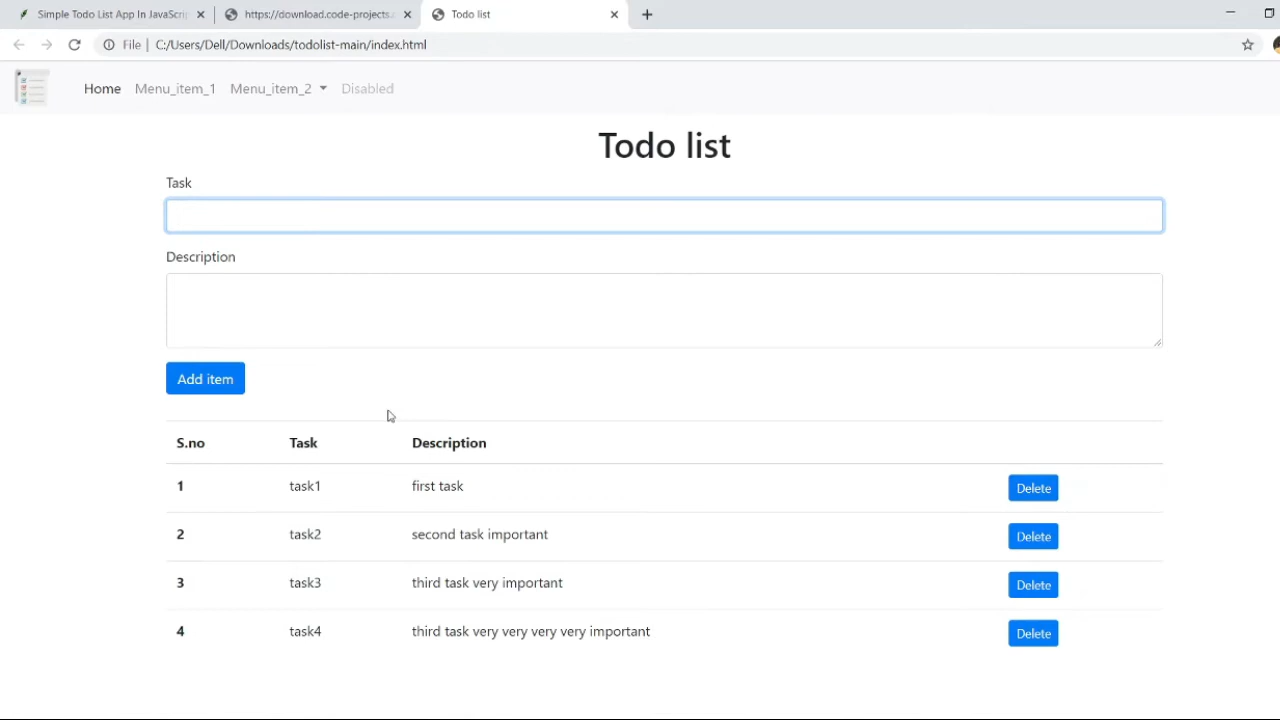 Simple Todo List App In JavaScri
https://download.code-projects.
Todo list
File | C:/Users/Dell/Downloads/todolist-main/index.html
Home Menu_item_1 Menu_item_2 Disabled
Todo list
Task
Description
Add item
S.no Task Description
1 task1 first task Delete
2 task2 second task important Delete
3 task3 third task very important Delete
4 task4 third task very very very very important Delete